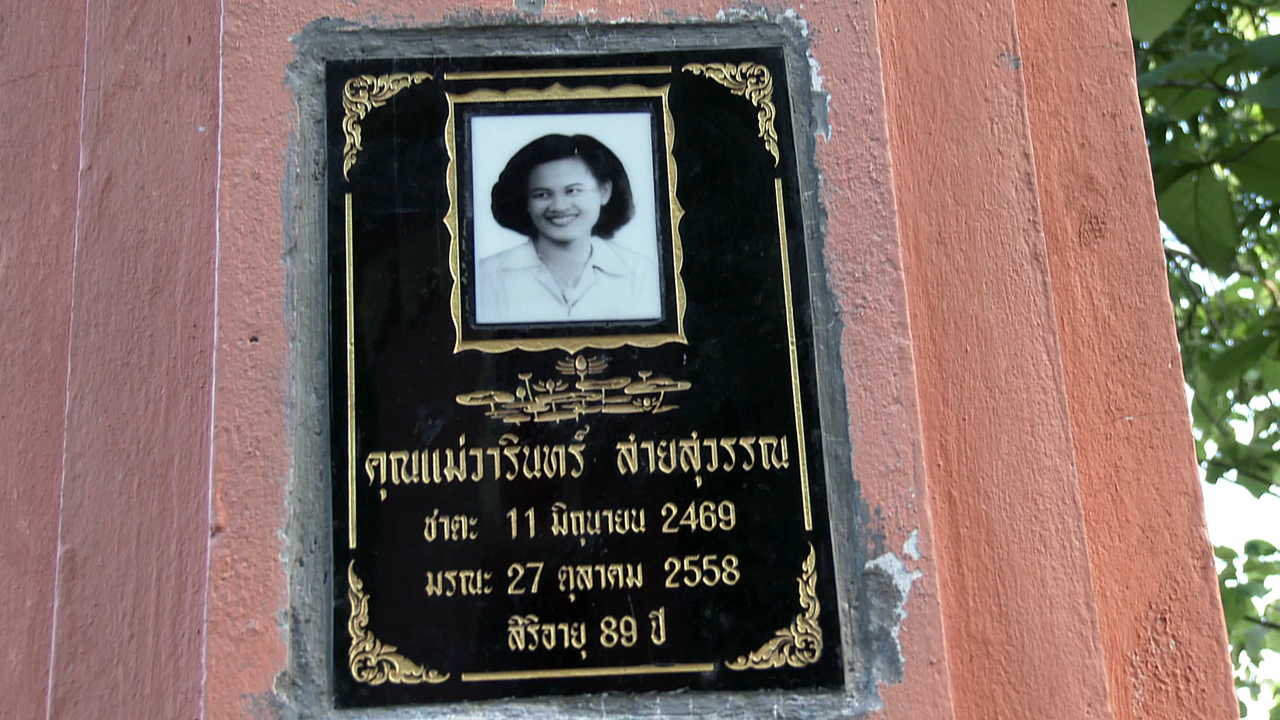 คุณแม่วารินทร์ สายสุวรรณ
ชาตะ 11 มิถุนายน 2469
มรณะ 27 ตุลาคม 2558
สิริอายุ 89 ปี